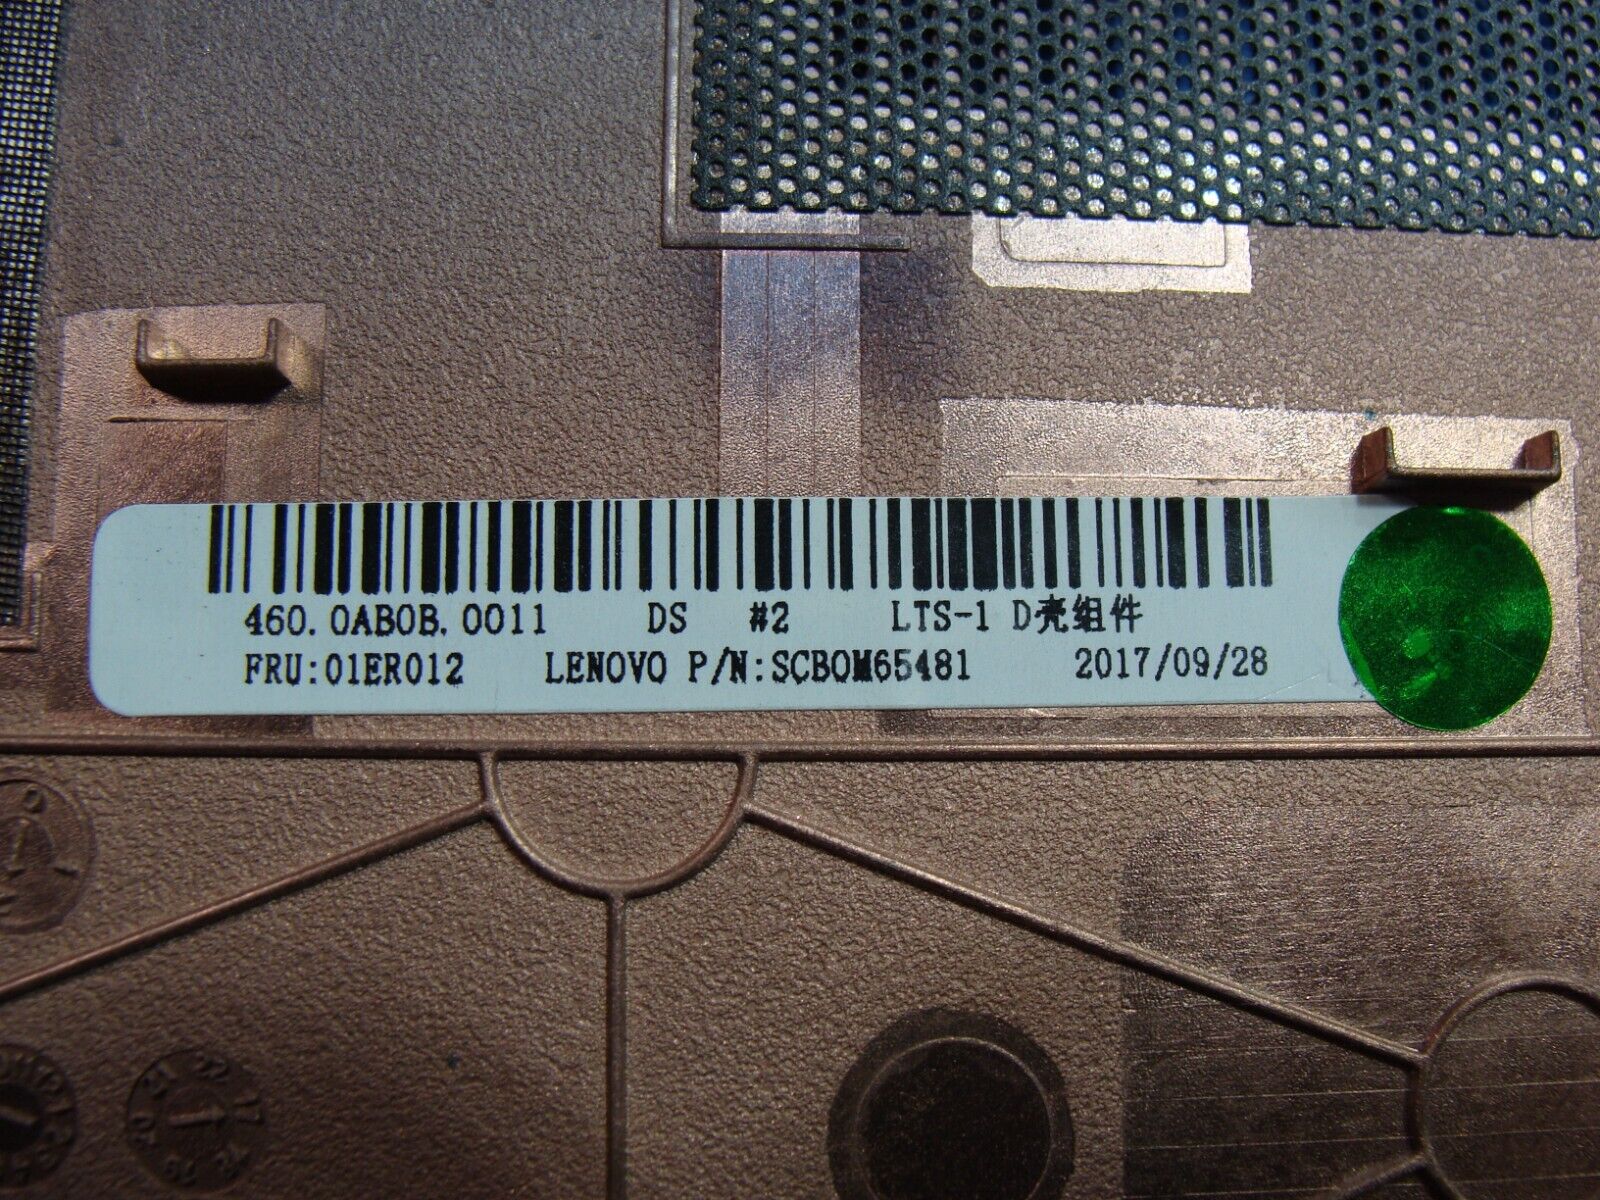 460.0AB0B.0011 DS #2 LTS-1 D壳组件
FRU:01ER012 LENOVO P/N:SCB0M65481 2017/09/28